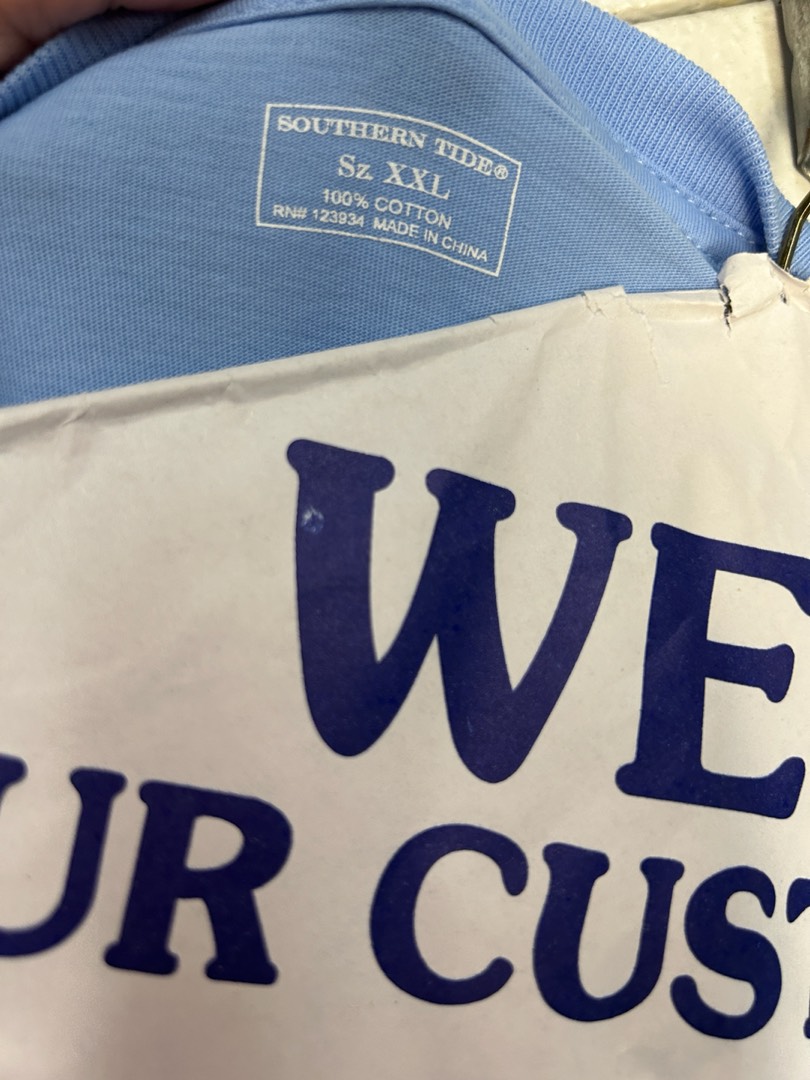 SOUTHERN TIDE®
Sz XXL
100% COTTON
RN# 123934 MADE IN CHINA
WE
UR CUST